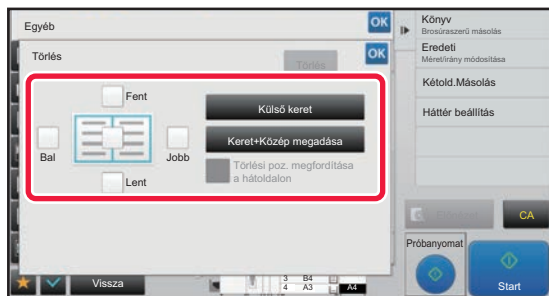 Egyéb
OK
Törlés
OK
Törlés
Fent
Bal
Jobb
Lent
Külső keret
Keret+Közép megadása
Törlési poz. megfordítása
a hátoldalon
Vissza
3 B4
4 A3
A4
Könyv
Brosúraszerű másolás
Eredeti
Méret/irány módosítása
Kétold.Másolás
Háttér beállítás
CA
Próbanyomat
Start